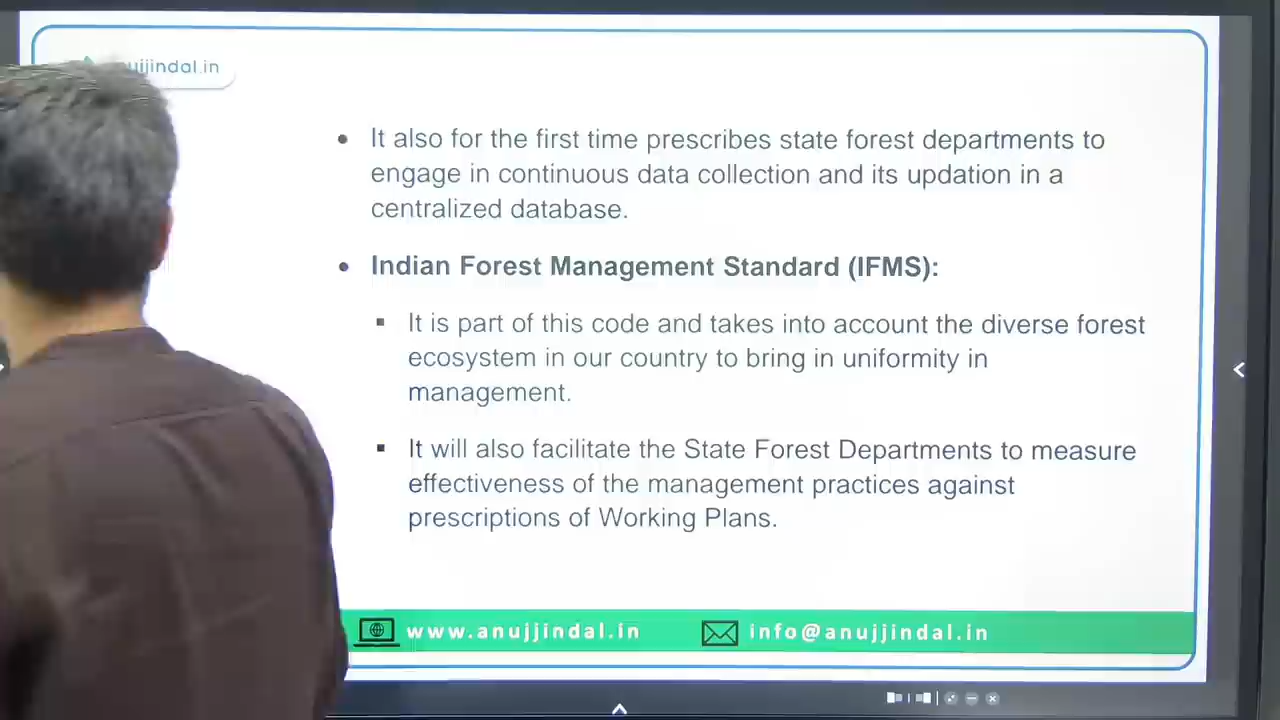 ujjindal.in
• It also for the first time prescribes state forest departments to
engage in continuous data collection and its updation in a
centralized database.
• Indian Forest Management Standard (IFMS):
▪ It is part of this code and takes into account the diverse forest
ecosystem in our country to bring in uniformity in
management.
▪ It will also facilitate the State Forest Departments to measure
effectiveness of the management practices against
prescriptions of Working Plans.
www.anujjindal.in
info@anujjindal.in